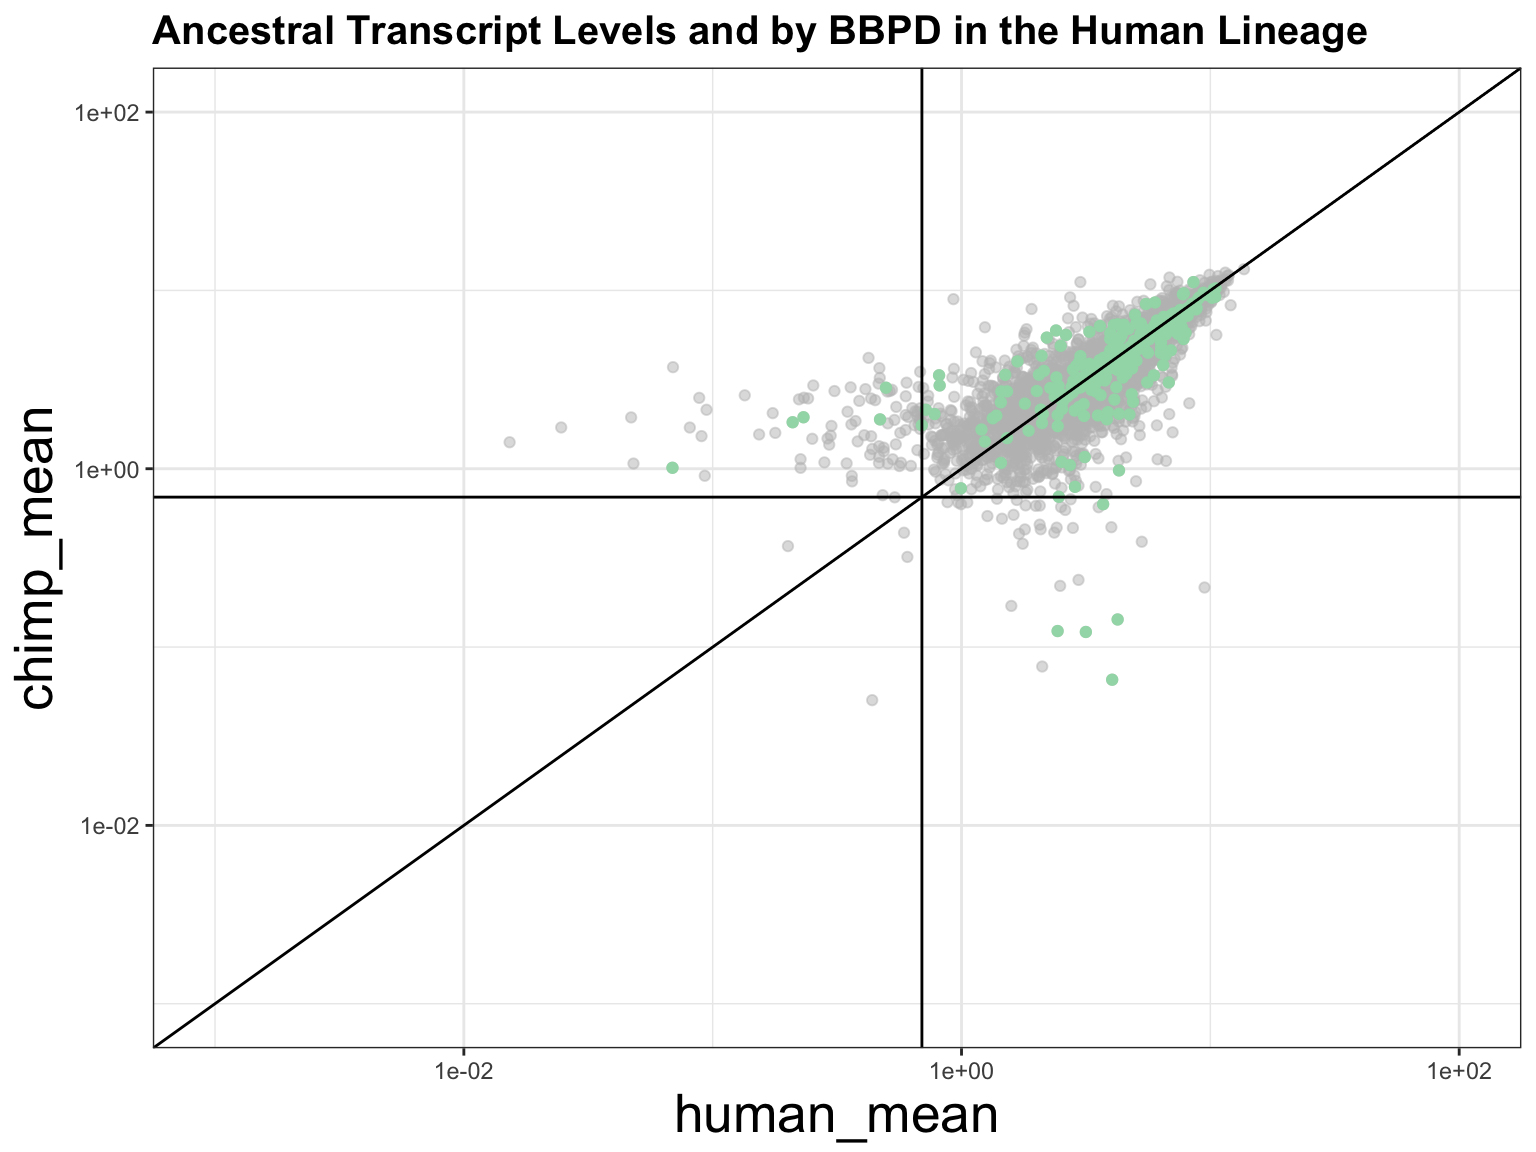 Ancestral Transcript Levels and by BBPD in the Human Lineage
1e+02
1e+00
1e-02
chimp_mean
1e-02
1e+00
1e+02
human_mean